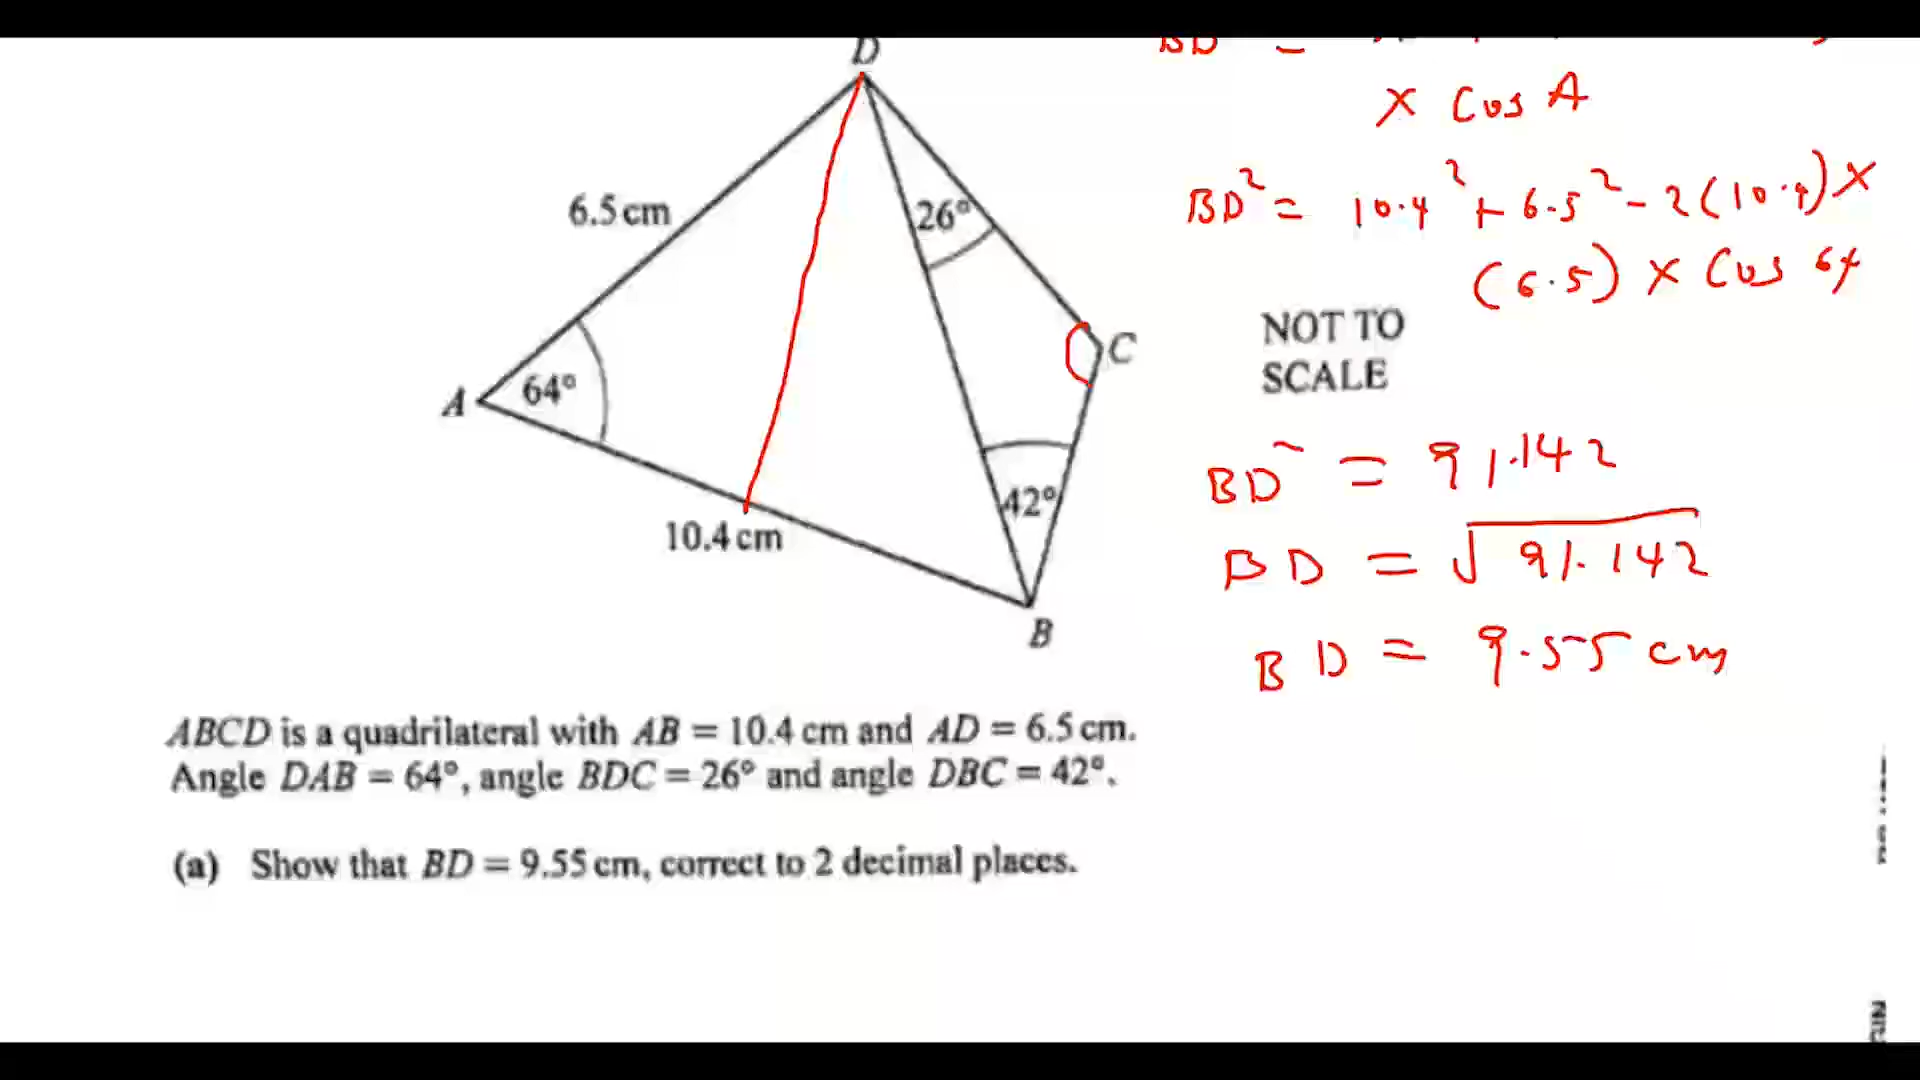 D
× Cos A
BD² = 10.4² + 6.5² - 2(10.4) ×
(6.5) × Cos 64
6.5 cm
26°
NOT TO
SCALE
C
A
64°
BD² = 91.142
42°
10.4 cm
BD = √91.142
B
BD = 9.55 cm
ABCD is a quadrilateral with AB = 10.4 cm and AD = 6.5 cm.
Angle DAB = 64°, angle BDC = 26° and angle DBC = 42°.
(a) Show that BD = 9.55 cm, correct to 2 decimal places.